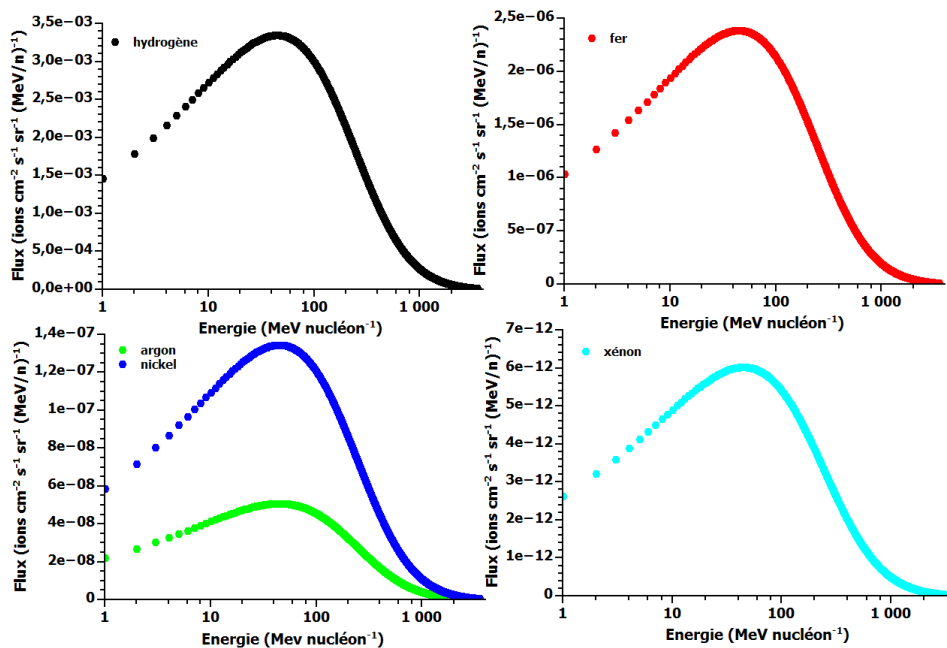 Flux (ions cm⁻² s⁻¹ sr⁻¹ (MeV/n)⁻¹)
3,5e−03
3,0e−03
2,5e−03
2,0e−03
1,5e−03
1,0e−03
5,0e−04
0,0e+00
hydrogène
1 10 100 1 000
Energie (MeV nucléon⁻¹)
Flux (ions cm⁻² s⁻¹ sr⁻¹ (MeV/n)⁻¹)
2,5e−06
2e−06
1,5e−06
1e−06
5e−07
0
fer
1 10 100 1 000
Energie (MeV nucléon⁻¹)
Flux (ions cm⁻² s⁻¹ sr⁻¹ (MeV/n)⁻¹)
1,4e−07
1,2e−07
1e−07
8e−08
6e−08
4e−08
2e−08
0
argon
nickel
1 10 100 1 000
Energie (Mev nucléon⁻¹)
Flux (ions cm⁻² s⁻¹ sr⁻¹ (MeV/n)⁻¹)
7e−12
6e−12
5e−12
4e−12
3e−12
2e−12
1e−12
0
xénon
1 10 100 1 000
Energie (MeV nucléon⁻¹)